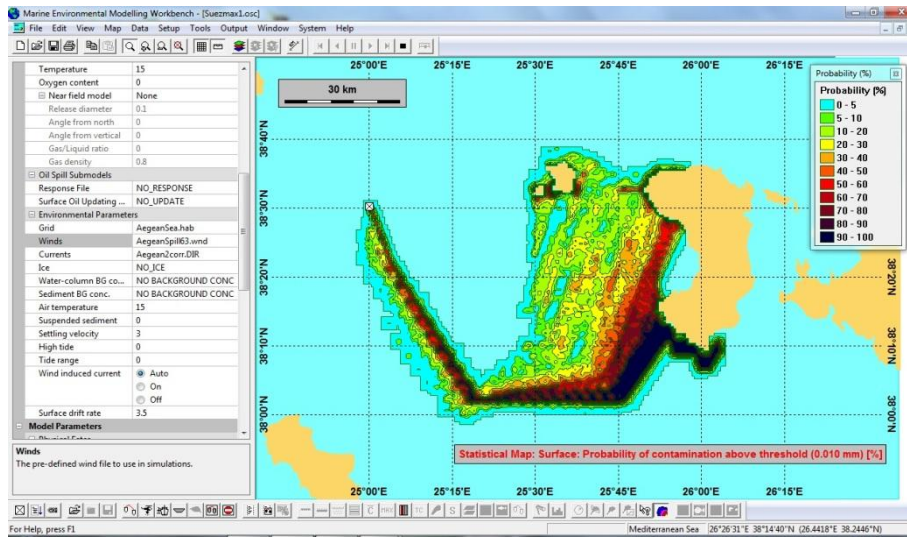 Marine Environmental Modelling Workbench - [Suezmax1.osc]
File Edit View Map Data Setup Tools Output Window System Help
Temperature 15
Oxygen content 0
Near field model None
Release diameter 0.1
Angle from north 0
Angle from vertical 0
Gas/Liquid ratio 0
Gas density 0.8
Oil Spill Submodels
Response File NO_RESPONSE
Surface Oil Updating ... NO_UPDATE
Environmental Parameters
Grid AegeanSea.hab
Winds AegeanSpill63.wnd
Currents Aegean2corr.DIR
Ice NO_ICE
Water-column BG co... NO BACKGROUND CONC
Sediment BG conc. NO BACKGROUND CONC
Air temperature 15
Suspended sediment 0
Settling velocity 3
High tide 0
Tide range 0
Wind induced current Auto
On
Off
Surface drift rate 3.5
Model Parameters
Winds
The pre-defined wind file to use in simulations.
25°00'E 25°15'E 25°30'E 25°45'E 26°00'E 26°15'E
30 km
38°40'N
38°30'N
38°20'N
38°10'N
38°00'N
Probability (%)
Probability (%)
0 - 5
5 - 10
10 - 20
20 - 30
30 - 40
40 - 50
50 - 60
60 - 70
70 - 80
80 - 90
90 - 100
38°20'N
38°10'N
38°00'N
Statistical Map: Surface: Probability of contamination above threshold (0.010 mm) [%]
25°00'E 25°15'E 25°30'E 25°45'E 26°00'E 26°15'E
For Help, press F1
Mediterranean Sea 26°26'31"E 38°14'40"N (26.4418°E 38.2446°N)